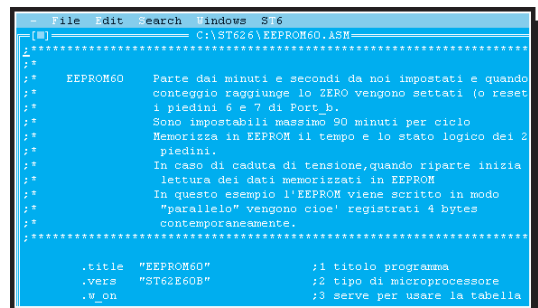 - File Edit Search Windows ST6
[■] C:\ST626\EEPROM60.ASM
;****************************************************************
;*
;* EEPROM60 Parte dai minuti e secondi da noi impostati e quando
;* conteggio raggiunge lo ZERO vengono settati (o reset
;* i piedini 6 e 7 di Port_b.
;* Sono impostabili massimo 90 minuti per ciclo
;* Memorizza in EEPROM il tempo e lo stato logico dei 2
;* piedini.
;* In caso di caduta di tensione,quando riparte inizia
;* lettura dei dati memorizzati in EEPROM
;* In questo esempio l'EEPROM viene scritto in modo
;* "parallelo" vengono cioe' registrati 4 bytes
;* contemporaneamente.
;****************************************************************
.title "EEPROM60" ;1 titolo programma
.vers "ST62E60B" ;2 tipo di microprocessore
.w_on ;3 serve per usare la tabella